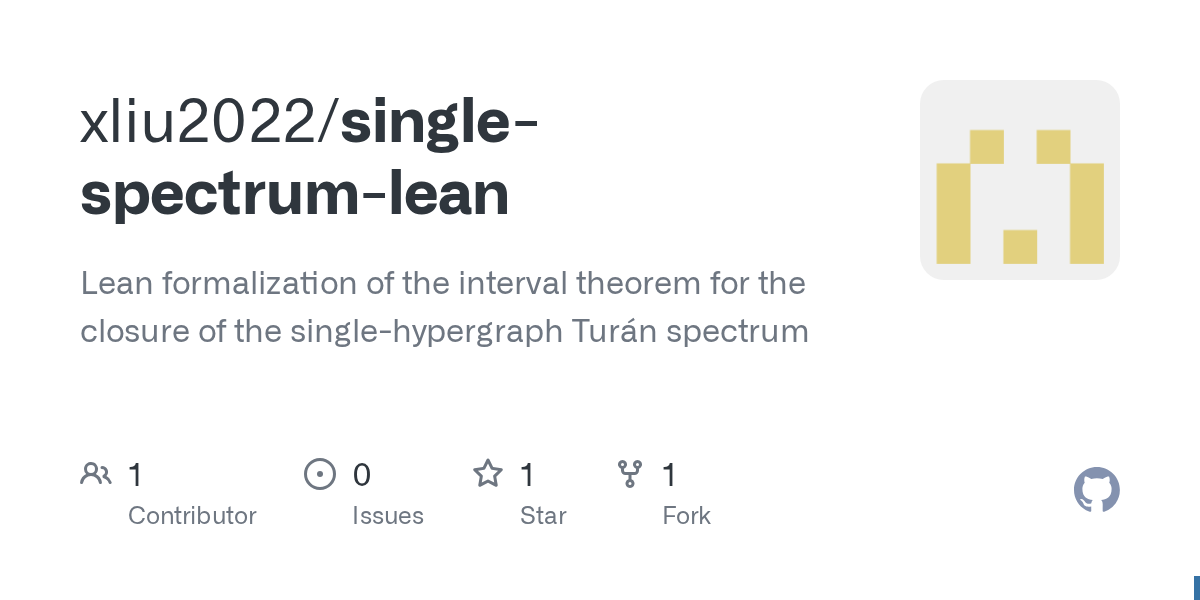 xliu2022/single-
spectrum-lean
Lean formalization of the interval theorem for the
closure of the single-hypergraph Turán spectrum
1 0 1 1
Contributor Issues Star Fork